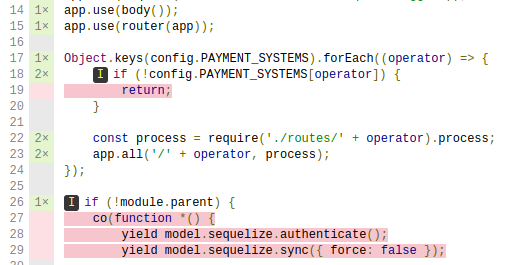 14 1× app.use(body());
15 1× app.use(router(app));
16
17 1× Object.keys(config.PAYMENT_SYSTEMS).forEach((operator) => {
18 2× I if (!config.PAYMENT_SYSTEMS[operator]) {
19 return;
20 }
21
22 2× const process = require('./routes/' + operator).process;
23 2× app.all('/' + operator, process);
24 });
25
26 1× I if (!module.parent) {
27 co(function *() {
28 yield model.sequelize.authenticate();
29 yield model.sequelize.sync({ force: false });